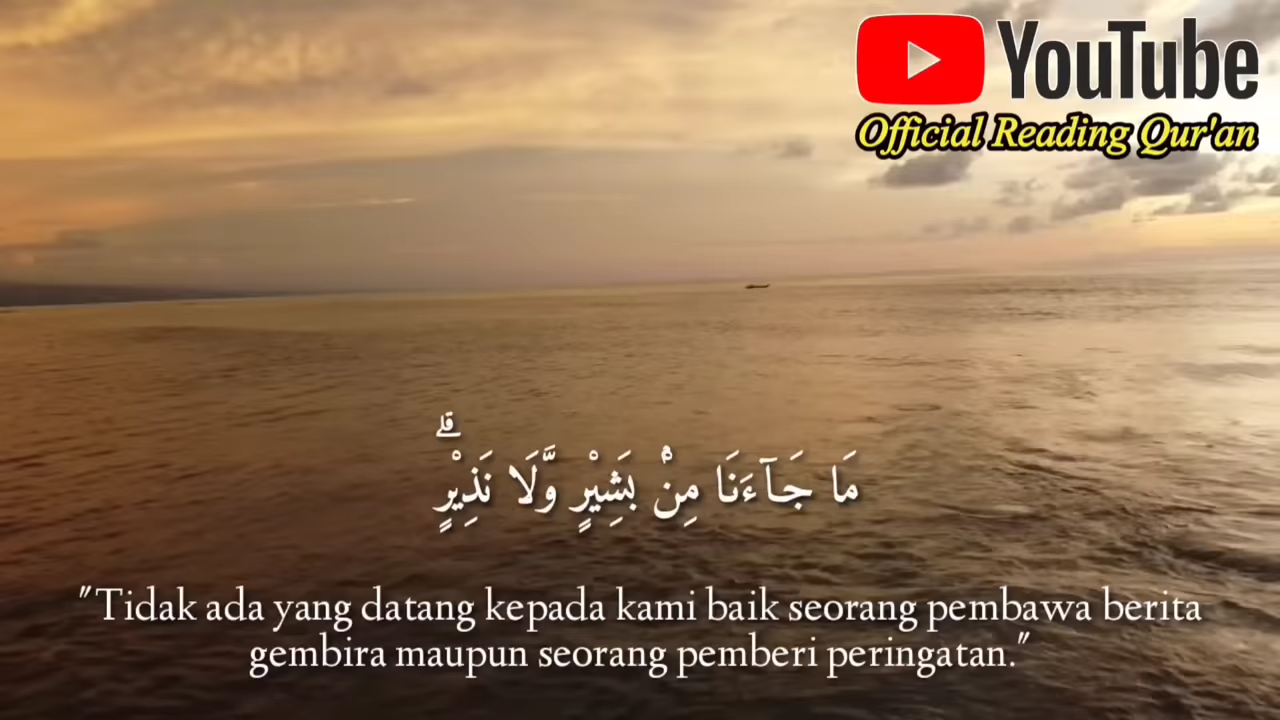 YouTube
Official Reading Qur'an
مَا جَاۤءَنَا مِنْۢ بَشِيْرٍ وَّلَا نَذِيْرٍۗ
"Tidak ada yang datang kepada kami baik seorang pembawa berita
gembira maupun seorang pemberi peringatan."